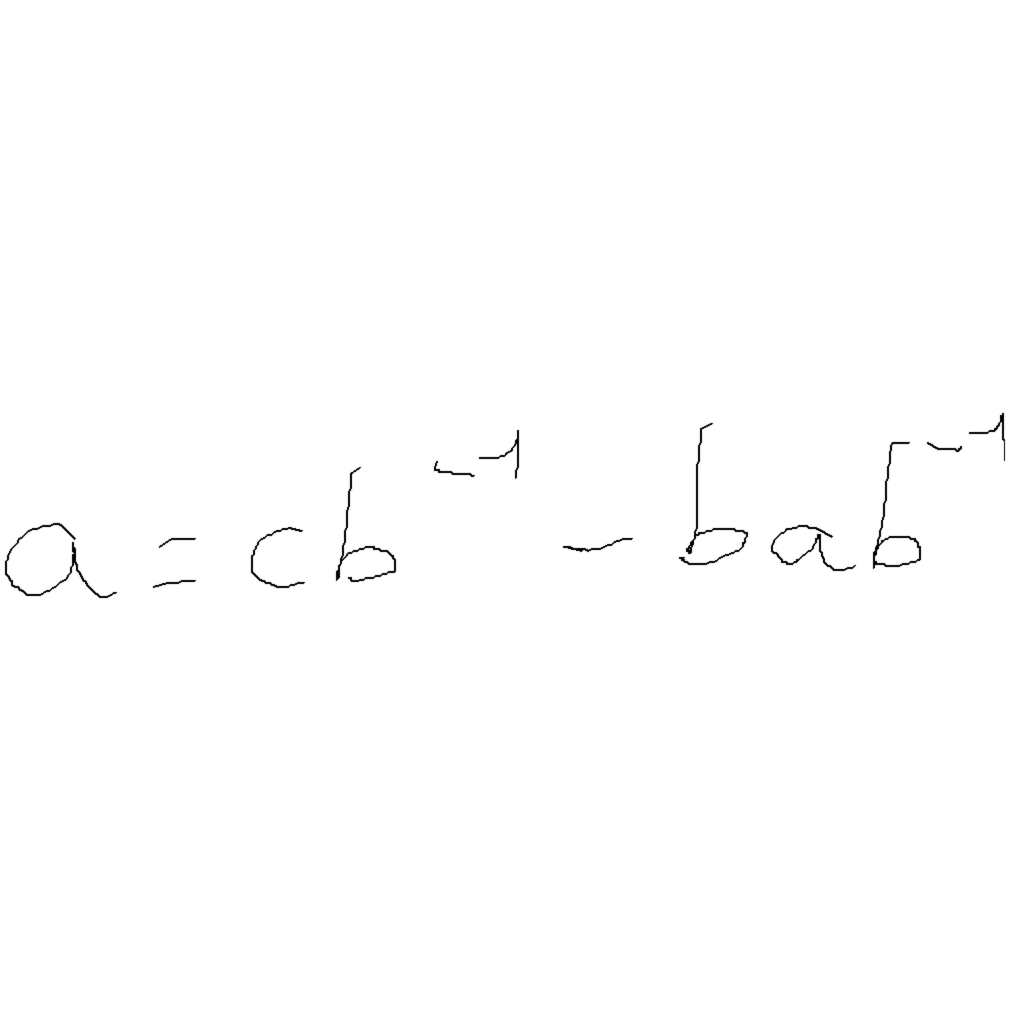 a = cb⁻¹ - bab⁻¹